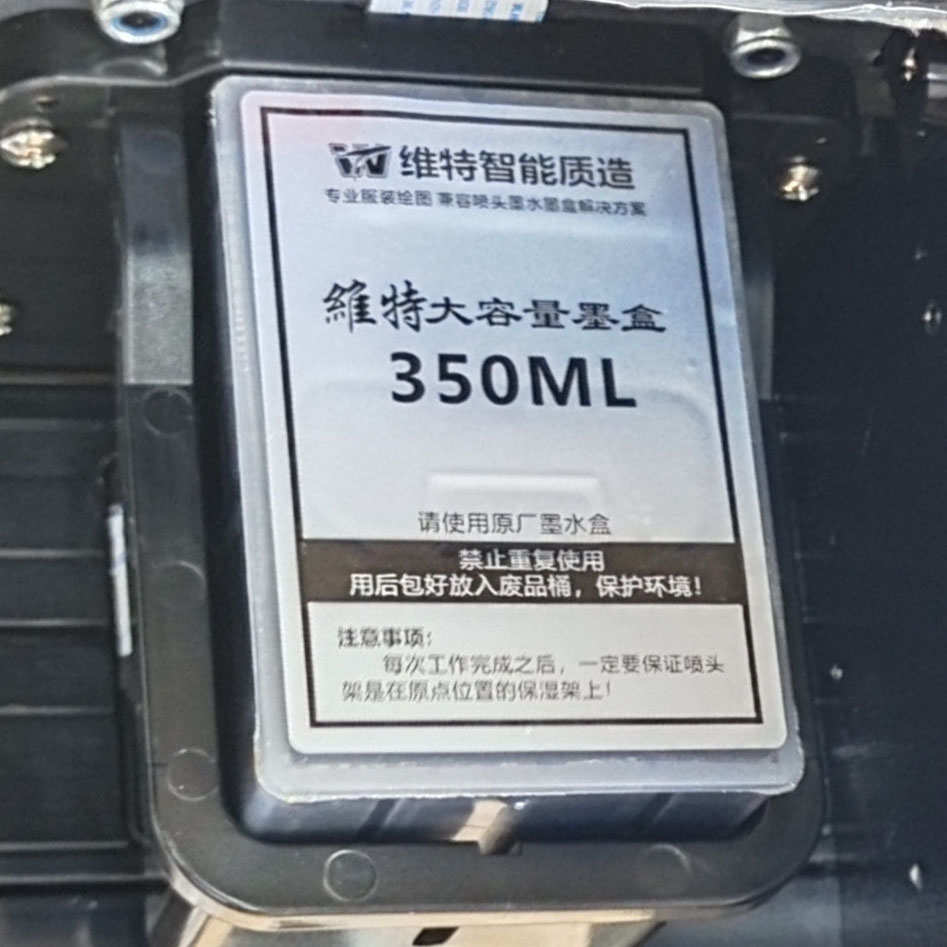 维特智能质造
专业服装绘图 兼容喷头墨水墨盒解决方案
維特大容量墨盒
350ML
请使用原厂墨水盒
禁止重复使用
用后包好放入废品桶，保护环境！
注意事项：
每次工作完成之后，一定要保证喷头
架是在原点位置的保湿架上！